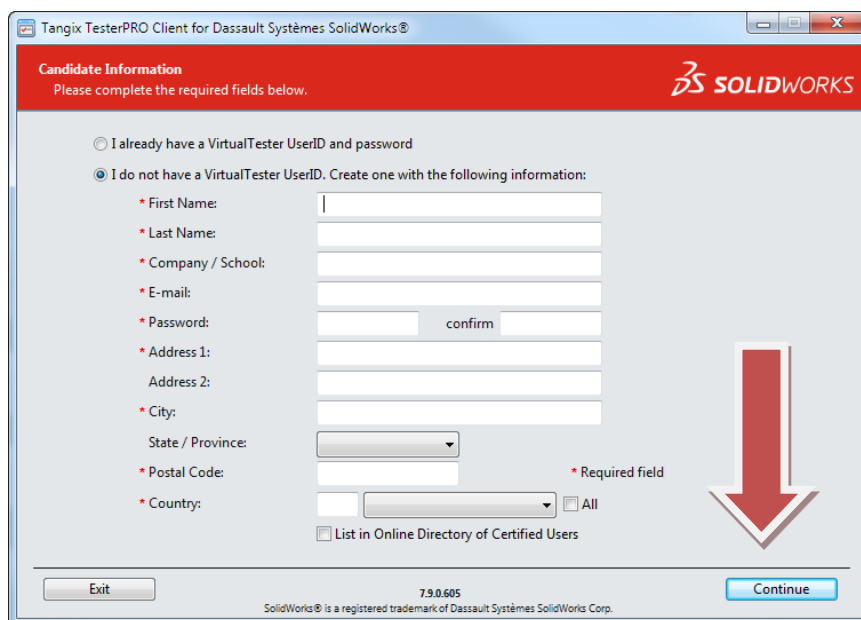 Tangix TesterPRO Client for Dassault Systèmes SolidWorks®
Candidate Information
Please complete the required fields below.
3S SOLIDWORKS
I already have a VirtualTester UserID and password
I do not have a VirtualTester UserID. Create one with the following information:
* First Name:
* Last Name:
* Company / School:
* E-mail:
* Password: confirm
* Address 1:
Address 2:
* City:
State / Province:
* Postal Code: * Required field
* Country: All
List in Online Directory of Certified Users
Exit 7.9.0.605 Continue
SolidWorks® is a registered trademark of Dassault Systèmes SolidWorks Corp.